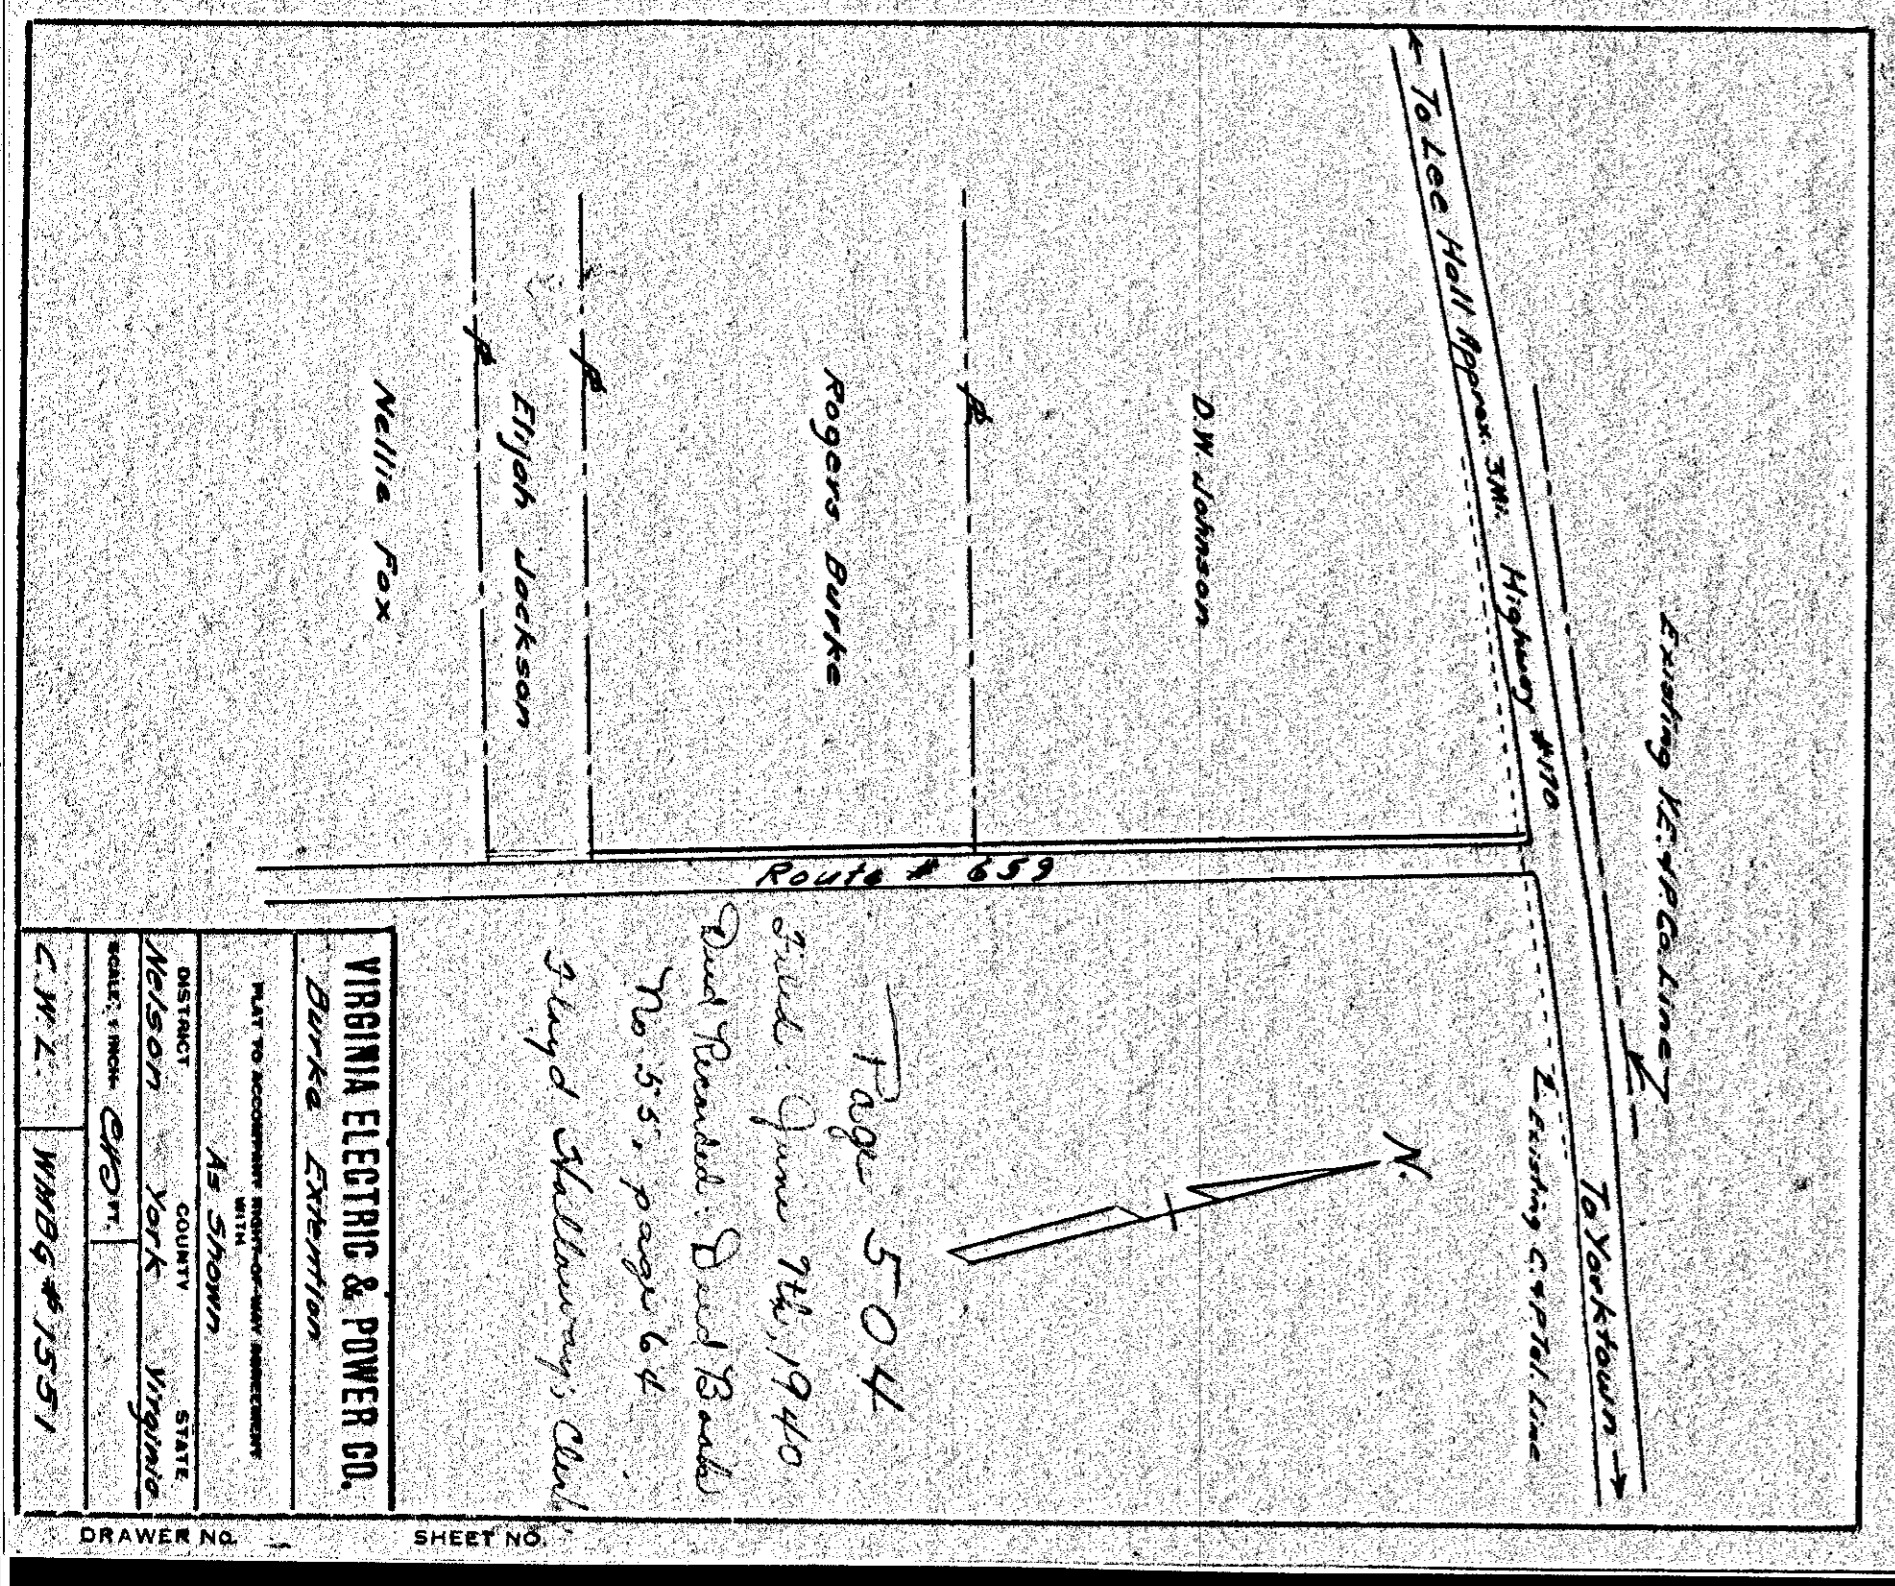 Existing V.E.&P.Co. Line
To Lee Hall Approx. 3 Mi. Highway #170
To Yorktown
Existing C.&P. Tel. Line
D.W. Johnson
Rogers Burke
Elijah Jackson
Nellie Fox
Route # 659
N.
Page 504
Filed: June 7th, 1940
Deed Recorded: Deed Book
No 55, page 64
Floyd Holloway, Clerk
VIRGINIA ELECTRIC & POWER CO.
Burke Extention
PLAT TO ACCOMPANY RIGHT-OF-WAY AGREEMENT
WITH
As Shown
DISTRICT COUNTY STATE
Nelson York Virginia
SCALE, 1 INCH= FT.
C.W.L. WMBG #1551
DRAWER NO. SHEET NO.